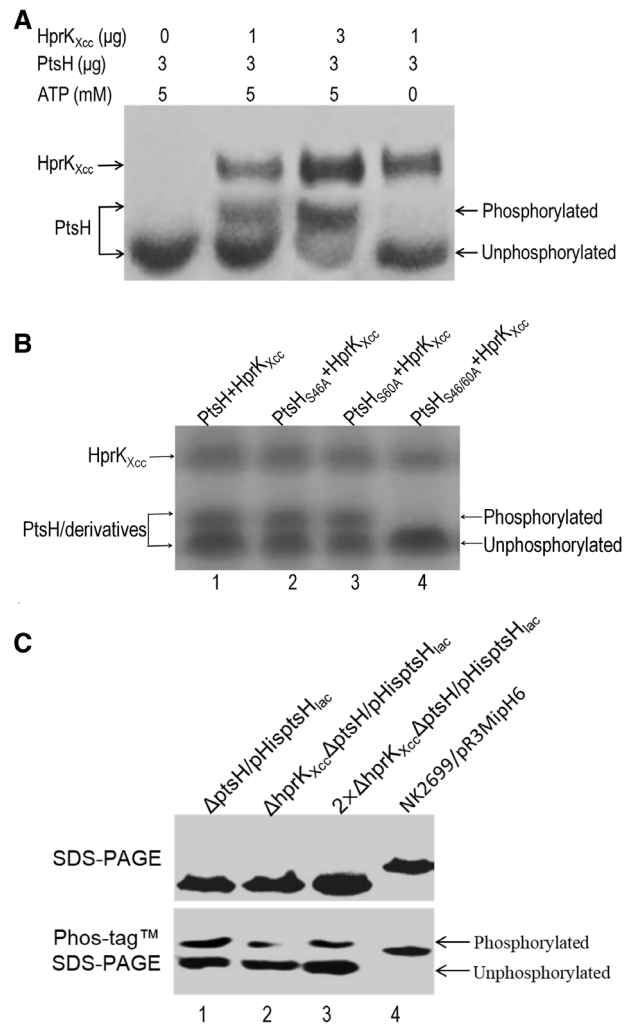 A
HprKXcc (µg) 0 1 3 1
PtsH (µg) 3 3 3 3
ATP (mM) 5 5 5 0
HprKXcc
PtsH
Phosphorylated
Unphosphorylated
B
PtsH+HprKXcc
PtsHS46A+HprKXcc
PtsHS60A+HprKXcc
PtsHS46/60A+HprKXcc
HprKXcc
PtsH/derivatives
Phosphorylated
Unphosphorylated
1 2 3 4
C
ΔptsH/pHisptsHlac
ΔhprKXccΔptsH/pHisptsHlac
2×ΔhprKXccΔptsH/pHisptsHlac
NK2699/pR3MipH6
SDS-PAGE
Phos-tag™
SDS-PAGE
Phosphorylated
Unphosphorylated
1 2 3 4